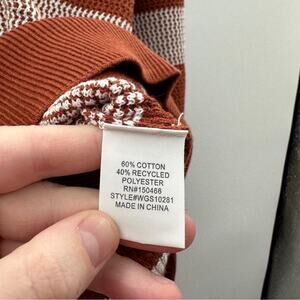 60% COTTON
40% RECYCLED
POLYESTER
RN#150466
STYLE#WGS10281
MADE IN CHINA